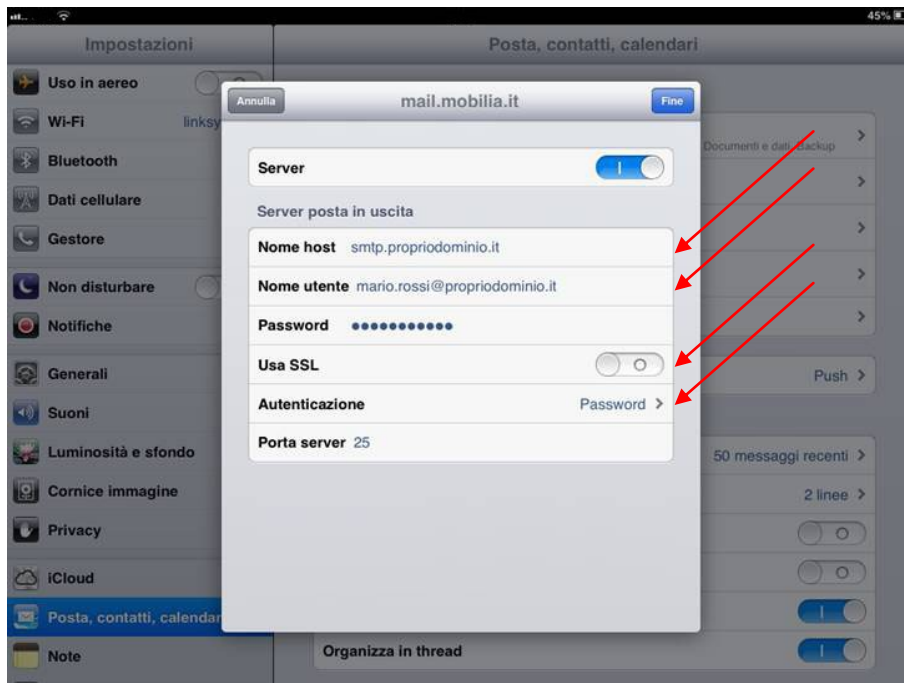 45%
Impostazioni
Posta, contatti, calendari
Uso in aereo
Wi-Fi linksy
Bluetooth
Dati cellulare
Gestore
Non disturbare
Notifiche
Generali
Suoni
Luminosità e sfondo
Cornice immagine
Privacy
iCloud
Posta, contatti, calendar
Note
Annulla
mail.mobilia.it
Fine
Server
Server posta in uscita
Nome host smtp.propriodominio.it
Nome utente mario.rossi@propriodominio.it
Password ●●●●●●●●●●●
Usa SSL
Autenticazione Password
Porta server 25
Documenti e dati, Backup
Push
50 messaggi recenti
2 linee
Organizza in thread